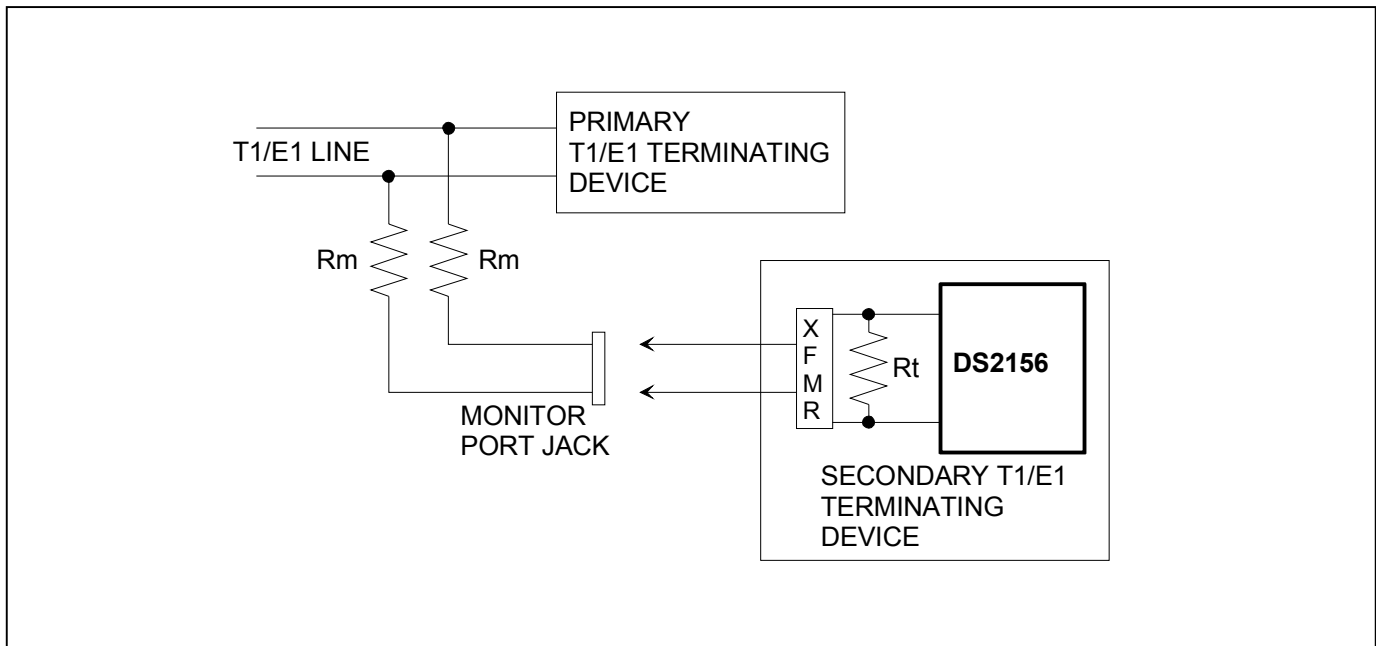 PRIMARY
T1/E1 TERMINATING
DEVICE
T1/E1 LINE
Rm
Rm
X
F
M
R
Rt
DS2156
MONITOR
PORT JACK
SECONDARY T1/E1
TERMINATING
DEVICE